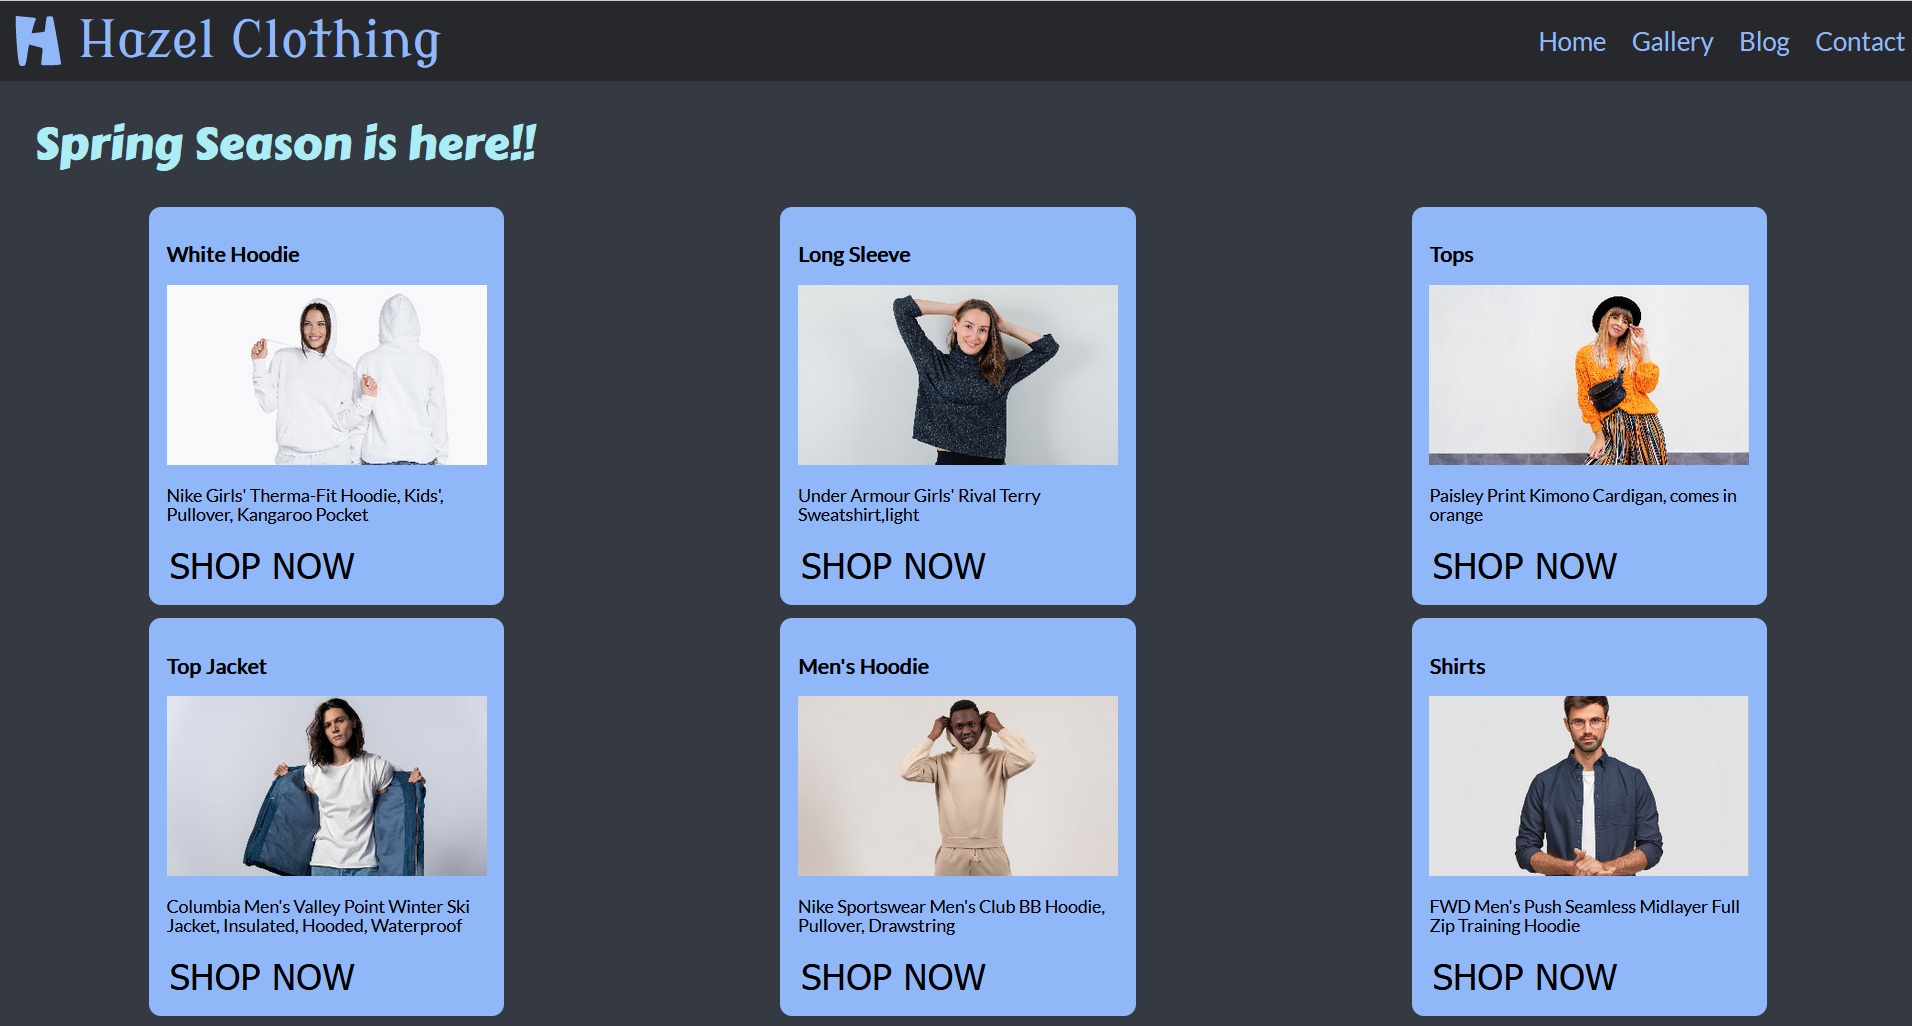 H Hazel Clothing
Home Gallery Blog Contact
Spring Season is here!!
White Hoodie
Nike Girls' Therma-Fit Hoodie, Kids',
Pullover, Kangaroo Pocket
SHOP NOW
Long Sleeve
Under Armour Girls' Rival Terry
Sweatshirt,light
SHOP NOW
Tops
Paisley Print Kimono Cardigan, comes in
orange
SHOP NOW
Top Jacket
Columbia Men's Valley Point Winter Ski
Jacket, Insulated, Hooded, Waterproof
SHOP NOW
Men's Hoodie
Nike Sportswear Men's Club BB Hoodie,
Pullover, Drawstring
SHOP NOW
Shirts
FWD Men's Push Seamless Midlayer Full
Zip Training Hoodie
SHOP NOW